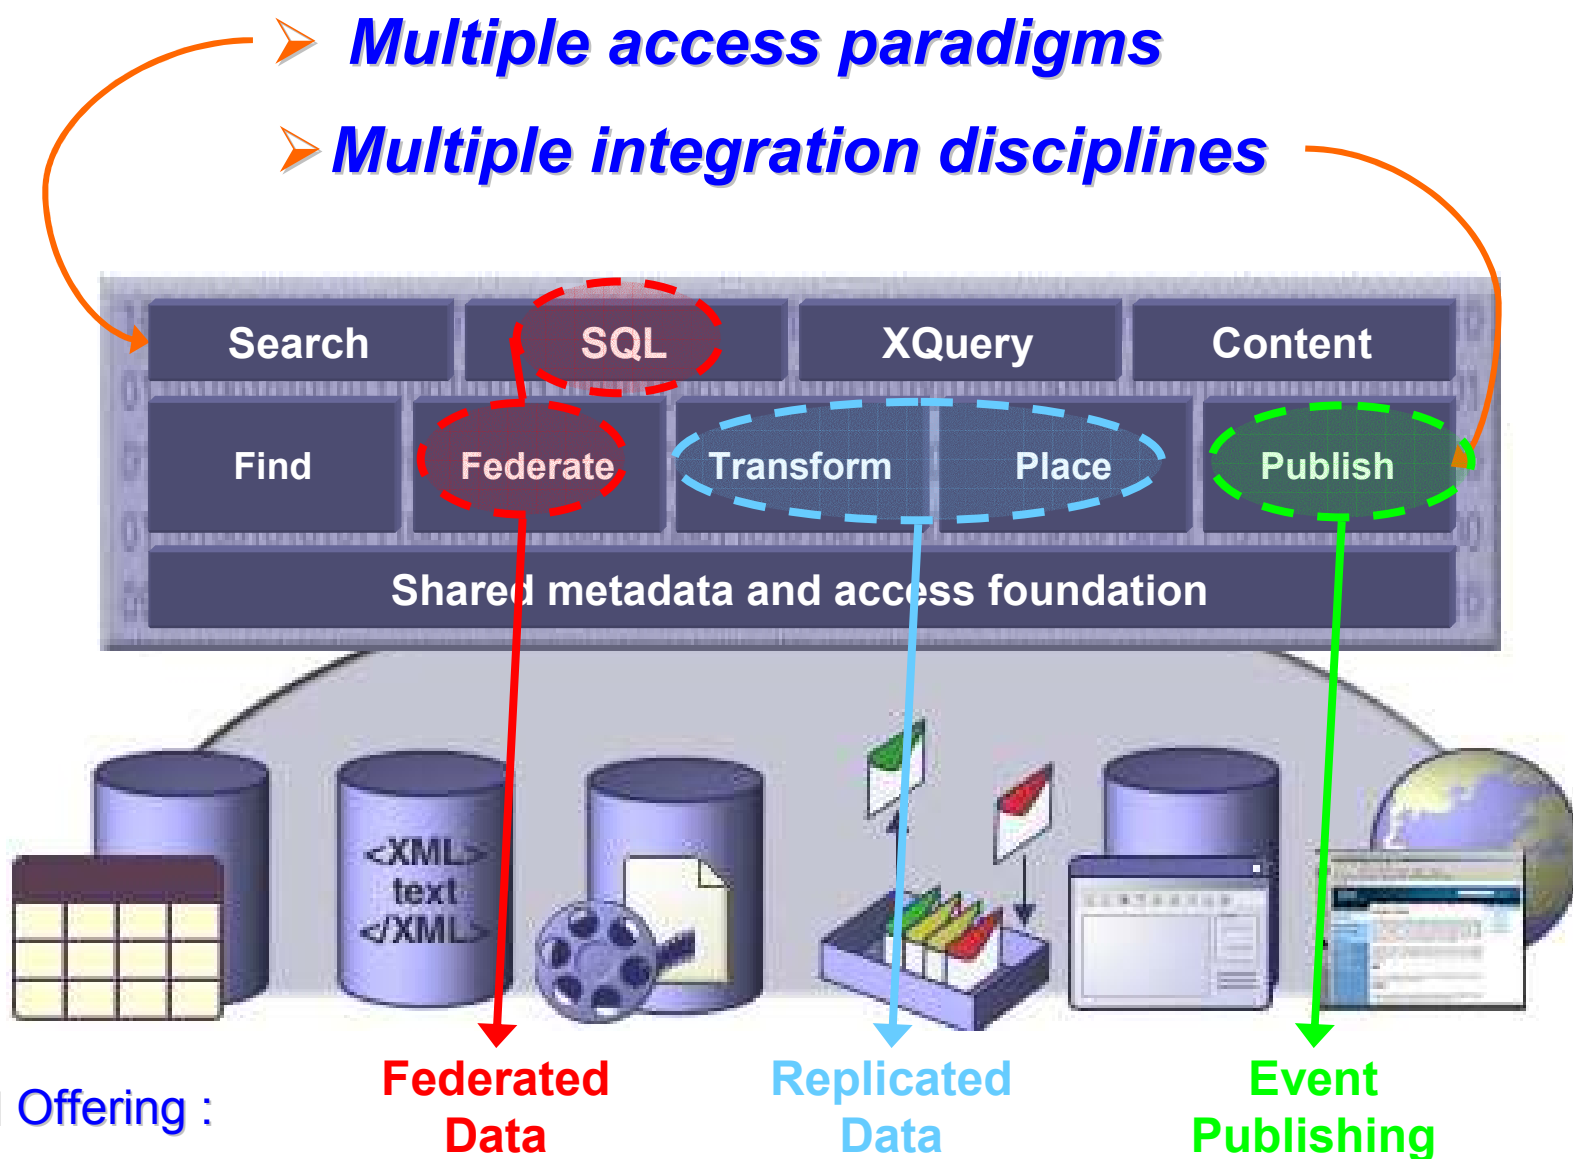 Multiple access paradigms
Multiple integration disciplines
Search SQL XQuery Content
Find Federate Transform Place Publish
Shared metadata and access foundation
<XML>
text
</XML>
Offering :
Federated Data
Replicated Data
Event Publishing